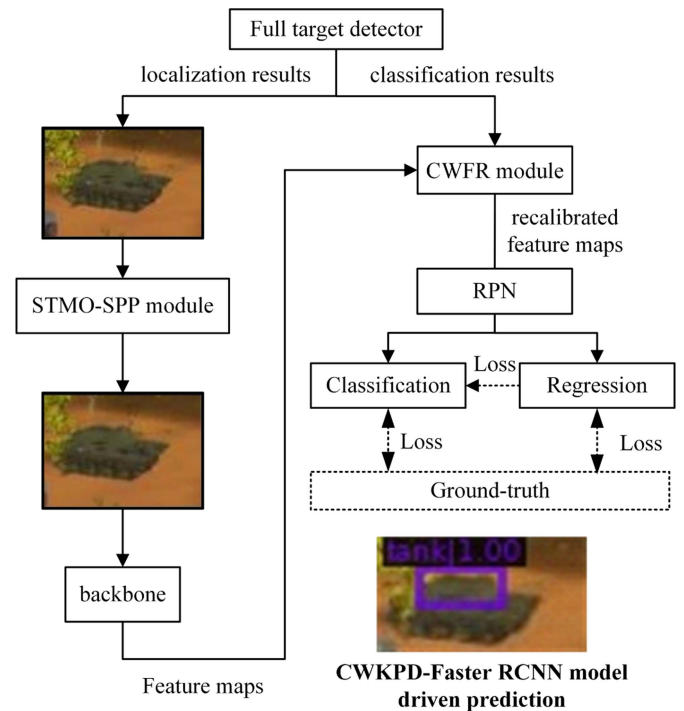 Full target detector
localization results
classification results
CWFR module
recalibrated
feature maps
STMO-SPP module
RPN
Loss
Classification
Regression
Loss
Loss
Ground-truth
tank|1.00
backbone
Feature maps
CWKPD-Faster RCNN model
driven prediction